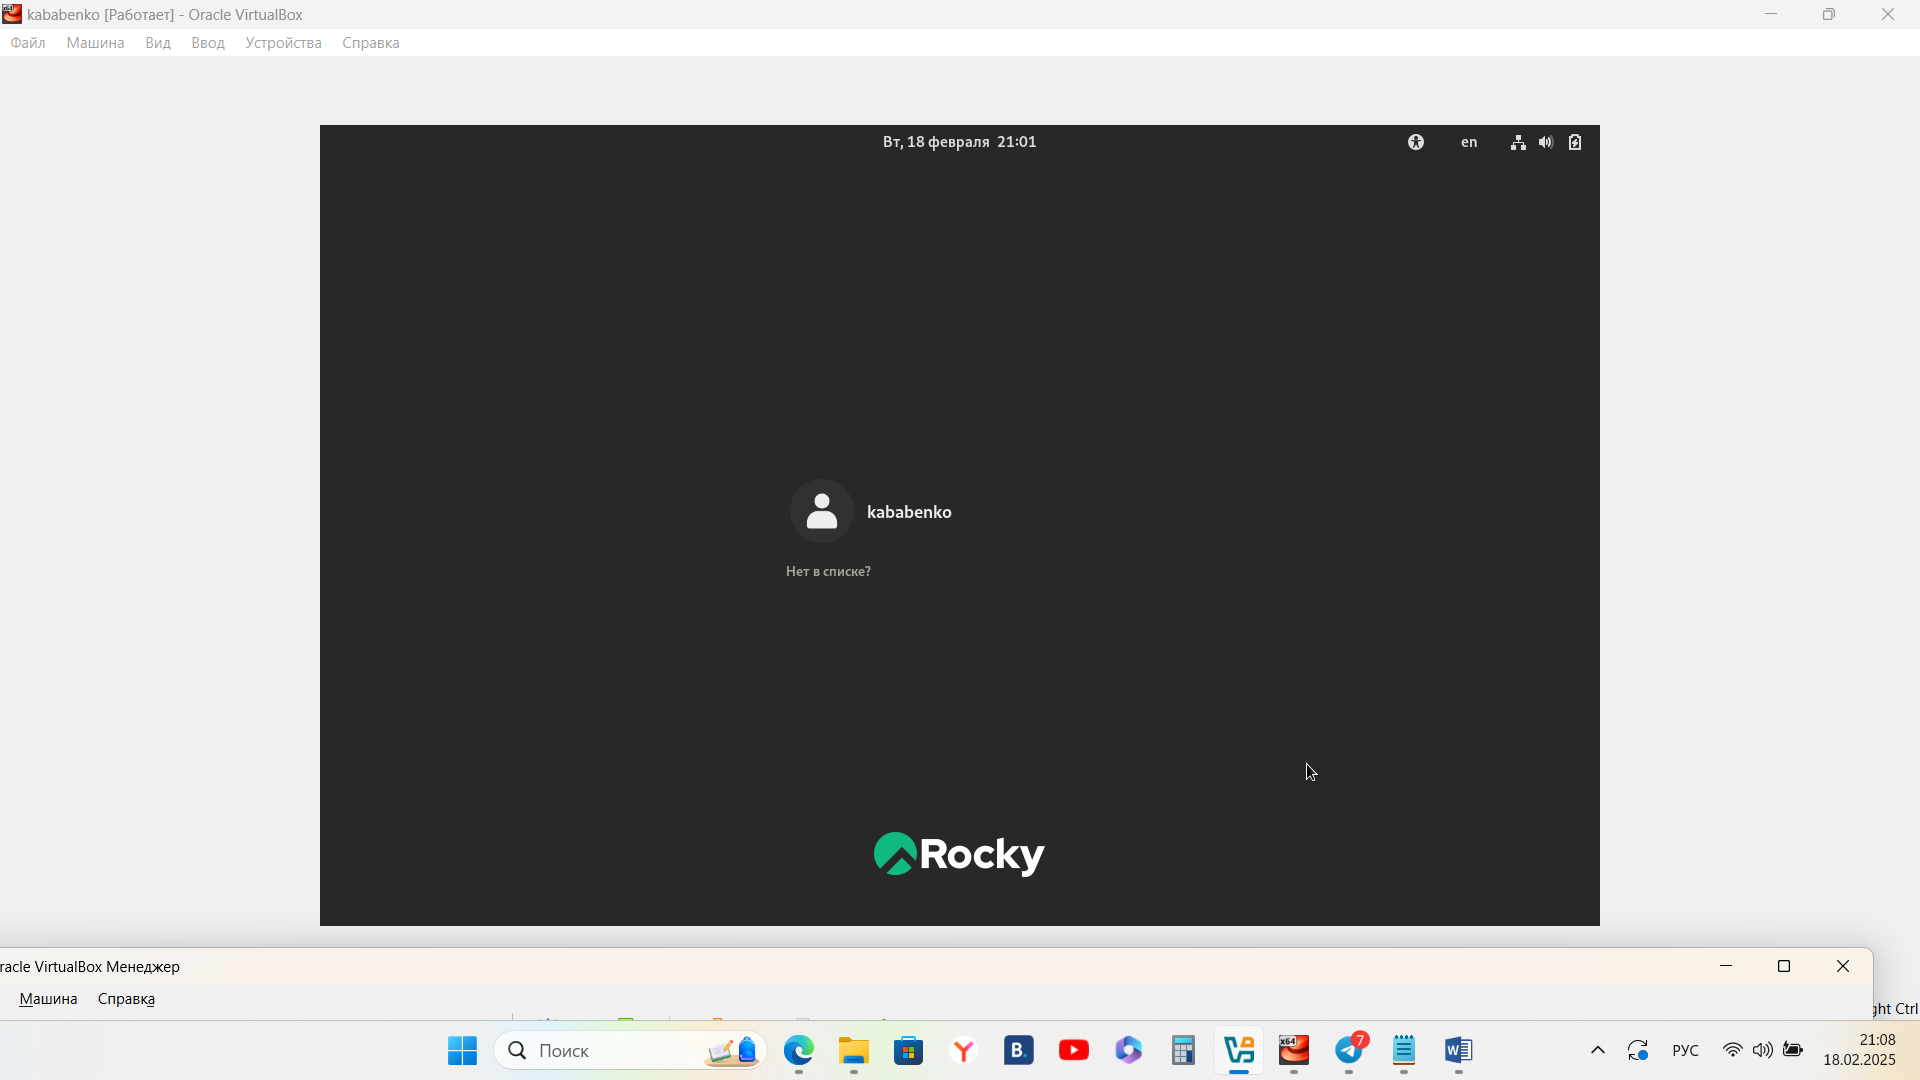 kababenko [Работает] - Oracle VirtualBox
Файл Машина Вид Ввод Устройства Справка
Вт, 18 февраля 21:01
en
kababenko
Нет в списке?
Rocky
racle VirtualBox Менеджер
Машина Справка
ght Ctrl
Поиск
x64
7
РУС
21:08
18.02.2025